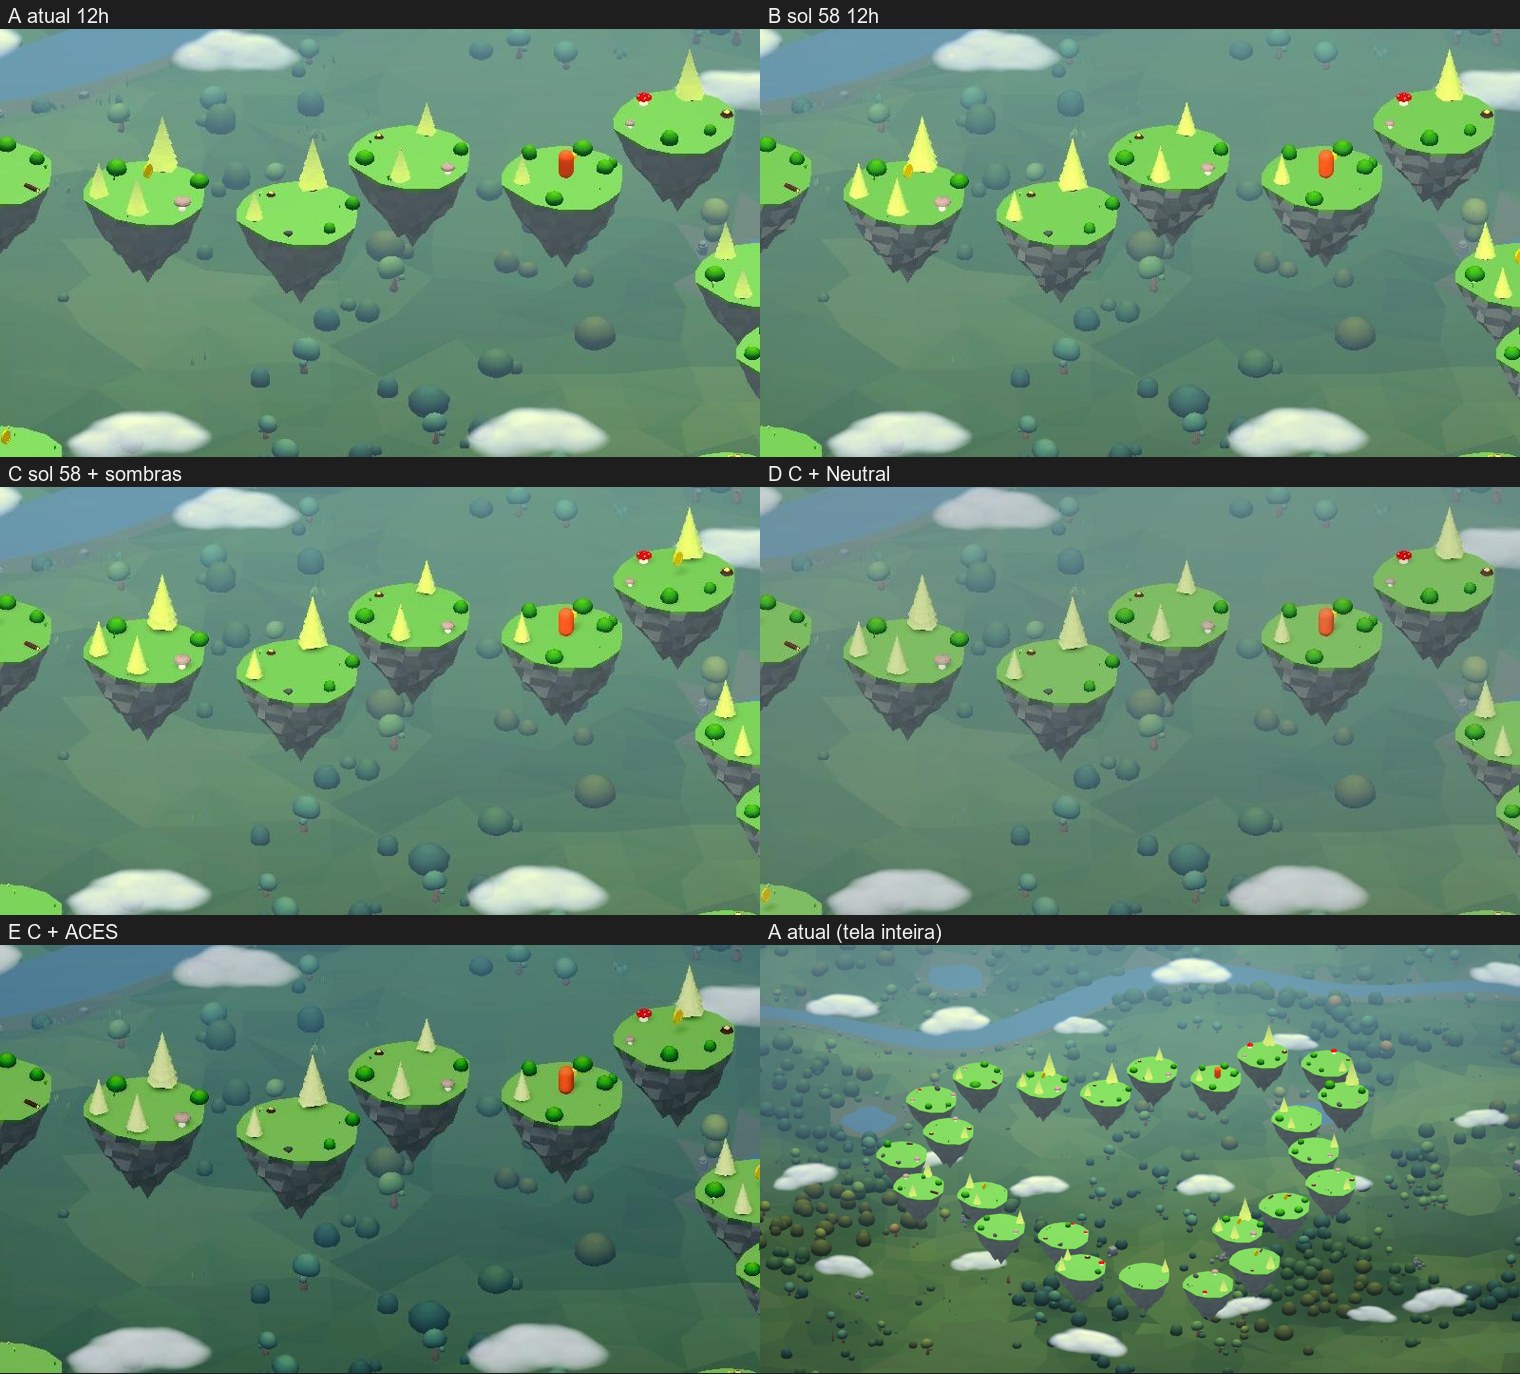 A atual 12h
B sol 58 12h
C sol 58 + sombras
D C + Neutral
E C + ACES
A atual (tela inteira)